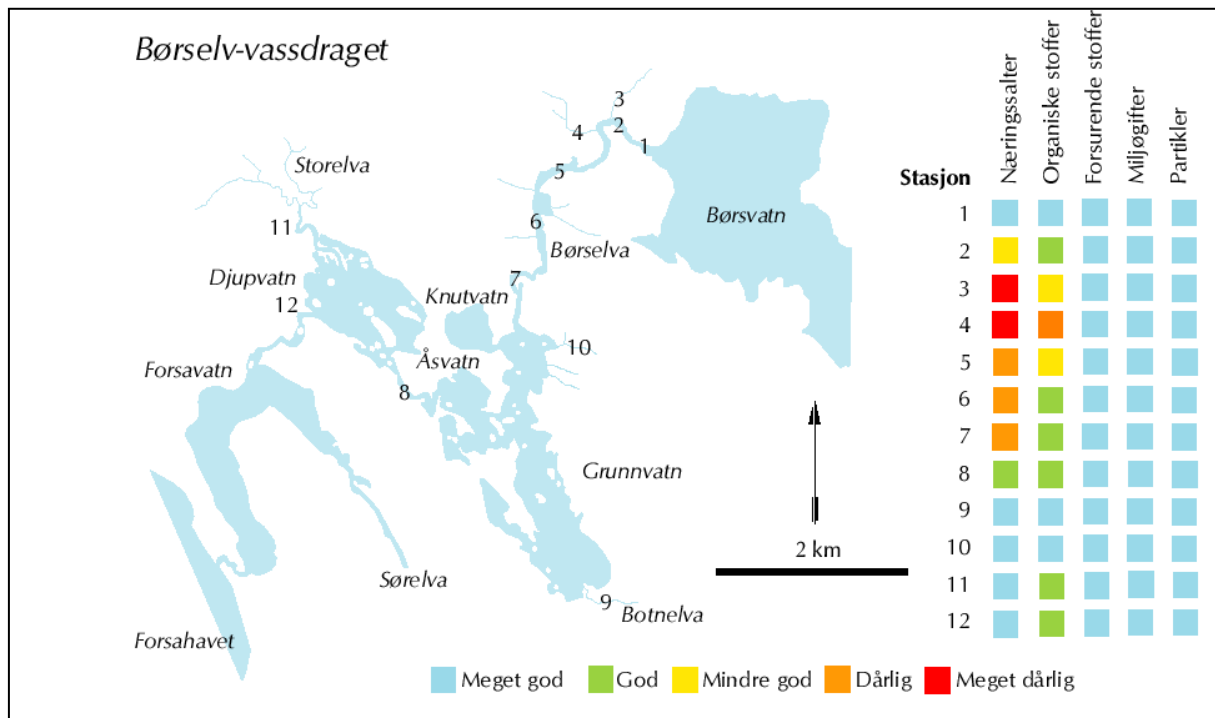 Børselv-vassdraget
3
2
4
1
5
Storelva
6
11
Børsvatn
Børselva
Djupvatn
7
Knutvatn
12
10
Forsavatn
Åsvatn
8
Grunnvatn
2 km
Sørelva
9
Botnelva
Forsahavet
Næringssalter
Organiske stoffer
Forsurende stoffer
Miljøgifter
Partikler
Stasjon
1
2
3
4
5
6
7
8
9
10
11
12
Meget god God Mindre god Dårlig Meget dårlig